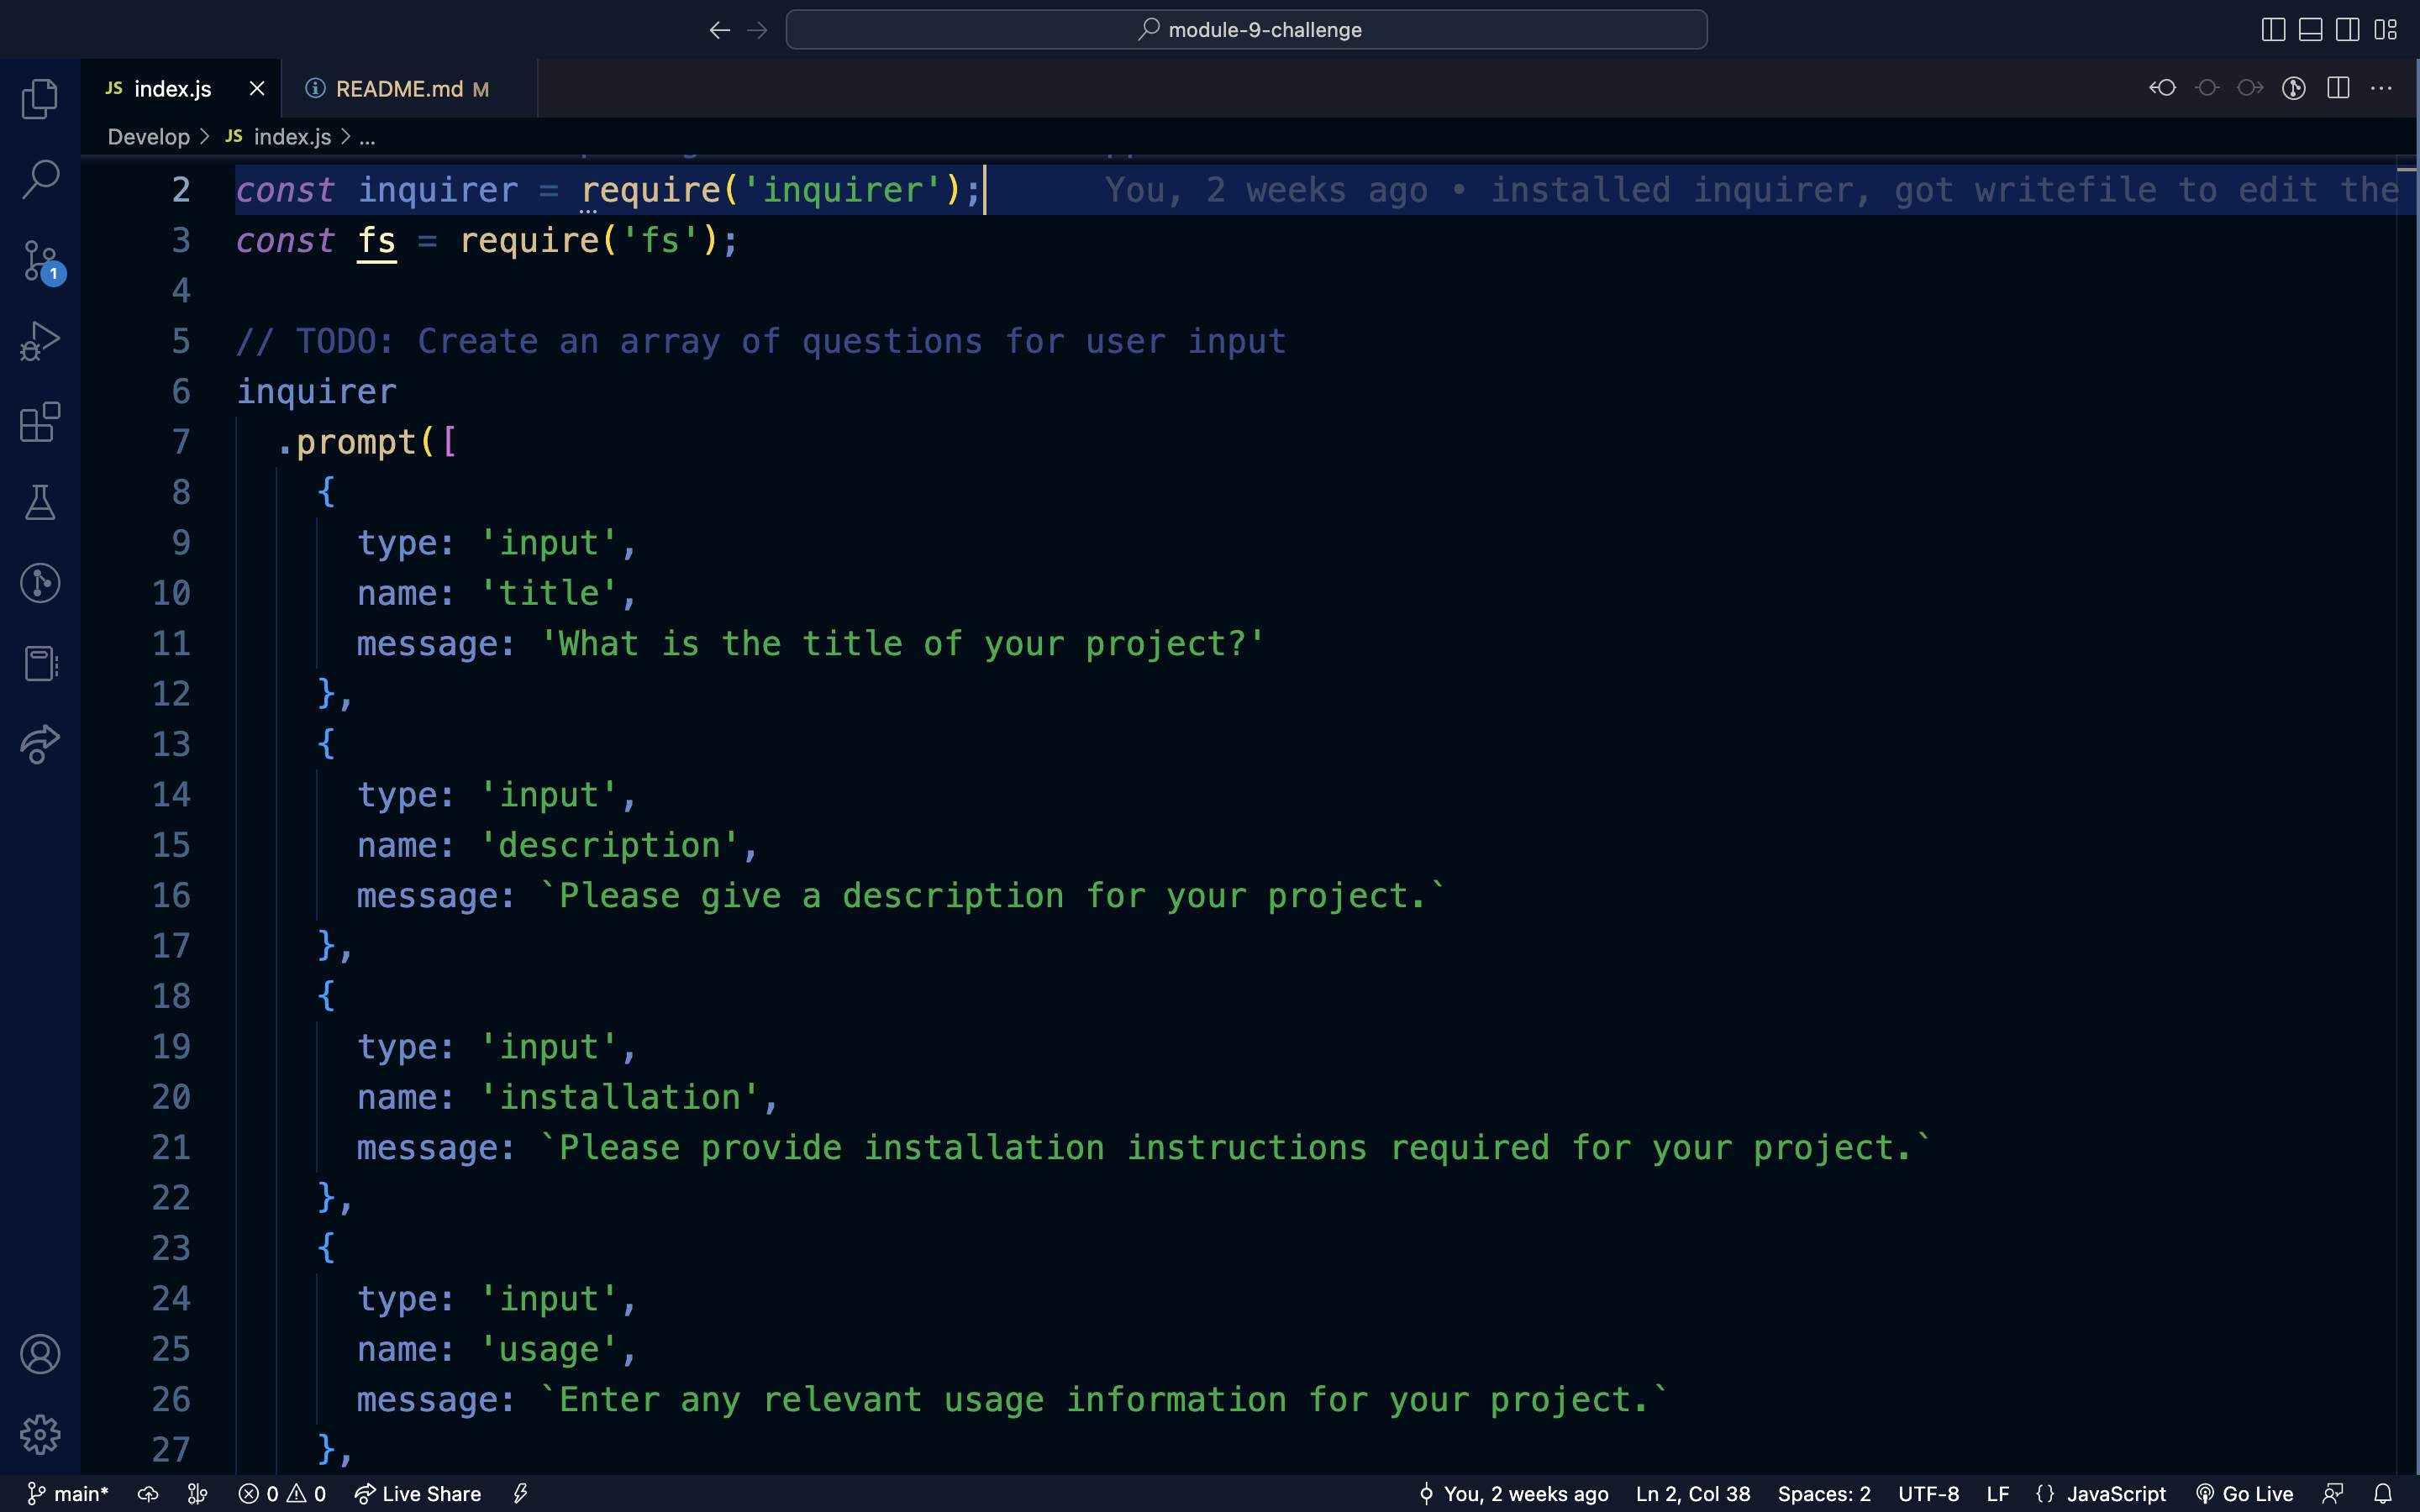 module-9-challenge
JS index.js
README.md M
Develop > JS index.js > ...
2 const inquirer = require('inquirer'); You, 2 weeks ago • installed inquirer, got writefile to edit the
3 const fs = require('fs');
4
5 // TODO: Create an array of questions for user input
6 inquirer
7 .prompt([
8 {
9 type: 'input',
10 name: 'title',
11 message: 'What is the title of your project?'
12 },
13 {
14 type: 'input',
15 name: 'description',
16 message: `Please give a description for your project.`
17 },
18 {
19 type: 'input',
20 name: 'installation',
21 message: `Please provide installation instructions required for your project.`
22 },
23 {
24 type: 'input',
25 name: 'usage',
26 message: `Enter any relevant usage information for your project.`
27 },
1
main* 0 0 Live Share You, 2 weeks ago Ln 2, Col 38 Spaces: 2 UTF-8 LF {} JavaScript Go Live